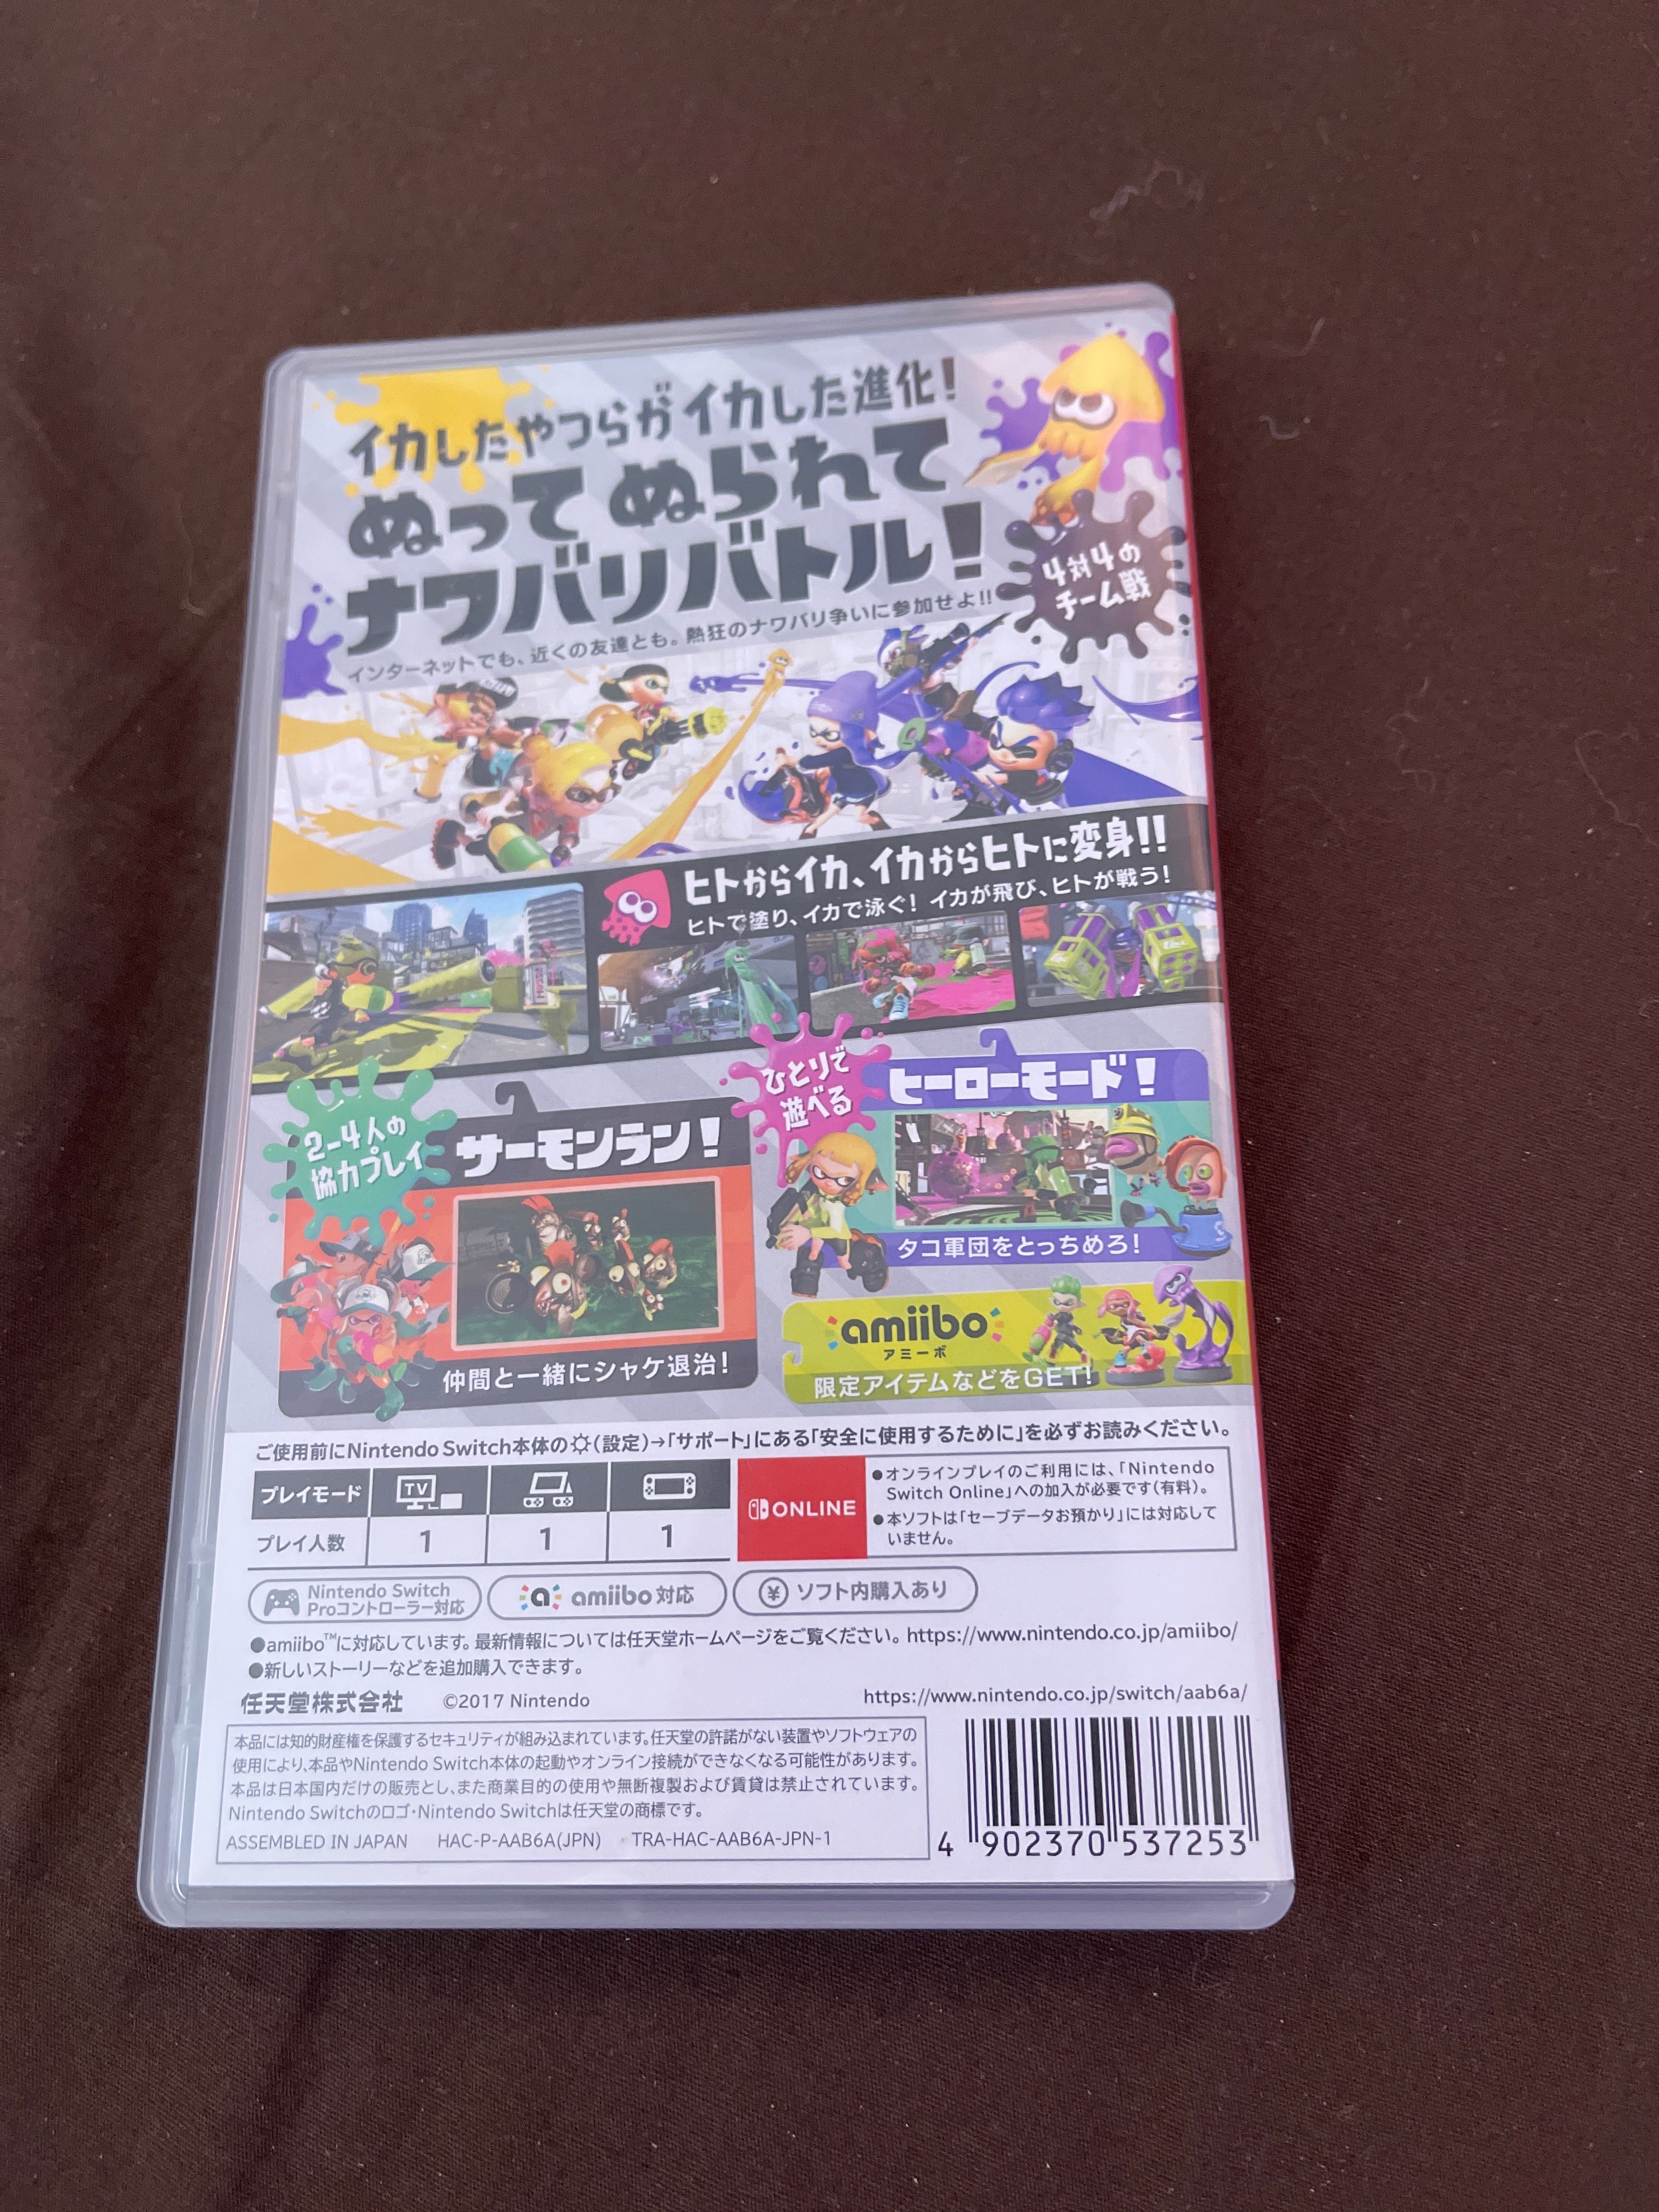 イカしたやつらがイカした進化!
ぬって ぬられて
ナワバリバトル!
4対4の
チーム戦
インターネットでも、近くの友達とも。熱狂のナワバリ争いに参加せよ!!
ヒトからイカ、イカからヒトに変身!!
ヒトで塗り、イカで泳ぐ! イカが飛び、ヒトが戦う!
2-4人の
協力プレイ
サーモンラン!
仲間と一緒にシャケ退治!
ひとりで
遊べる
ヒーローモード!
タコ軍団をとっちめろ!
amiibo
アミーボ
限定アイテムなどをGET!
ご使用前にNintendo Switch本体の(設定)→「サポート」にある「安全に使用するために」を必ずお読みください。
プレイモード TV
プレイ人数 1 1 1
ONLINE
●オンラインプレイのご利用には、「Nintendo
Switch Online」への加入が必要です(有料)。
●本ソフトは「セーブデータお預かり」には対応して
いません。
Nintendo Switch
Proコントローラー対応
a amiibo対応
¥ ソフト内購入あり
●amiibo™に対応しています。最新情報については任天堂ホームページをご覧ください。https://www.nintendo.co.jp/amiibo/
●新しいストーリーなどを追加購入できます。
任天堂株式会社 ©2017 Nintendo https://www.nintendo.co.jp/switch/aab6a/
本品には知的財産権を保護するセキュリティが組み込まれています。任天堂の許諾がない装置やソフトウェアの
使用により、本品やNintendo Switch本体の起動やオンライン接続ができなくなる可能性があります。
本品は日本国内だけの販売とし、また商業目的の使用や無断複製および賃貸は禁止されています。
Nintendo Switchのロゴ・Nintendo Switchは任天堂の商標です。
ASSEMBLED IN JAPAN HAC-P-AAB6A(JPN) TRA-HAC-AAB6A-JPN-1
4 902370 537253